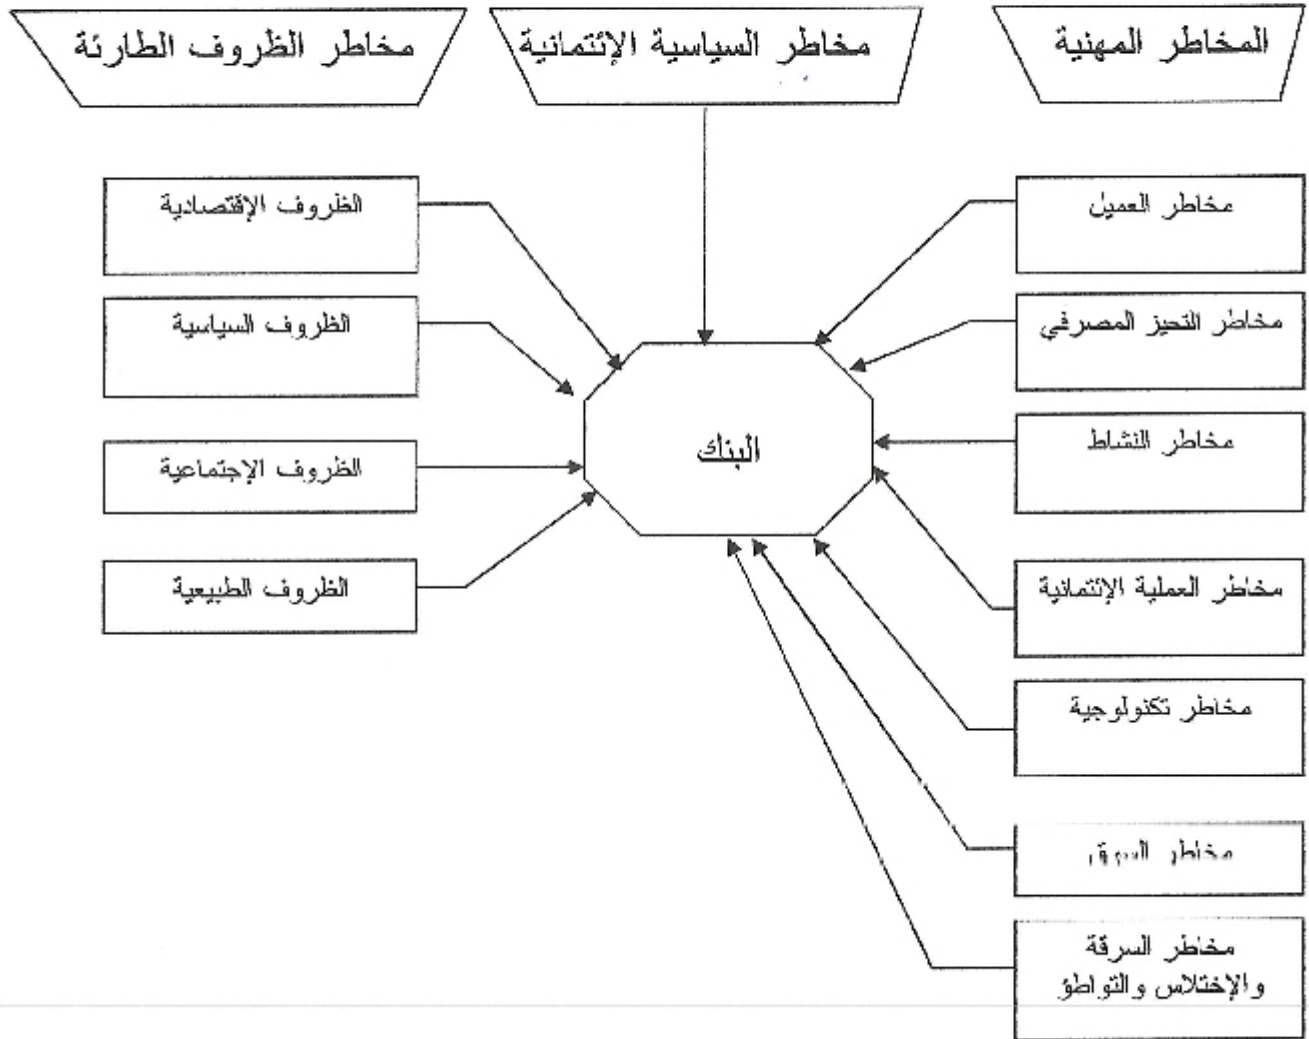 المخاطر المهنية
مخاطر السياسية الإئتمانية
مخاطر الظروف الطارئة
مخاطر العميل
مخاطر التحيز المصرفي
مخاطر النشاط
مخاطر العملية الإئتمانية
مخاطر تكنولوجية
مخاطر السوق
مخاطر السرقة
والإختلاس والتواطؤ
البنك
الظروف الإقتصادية
الظروف السياسية
الظروف الإجتماعية
الظروف الطبيعية